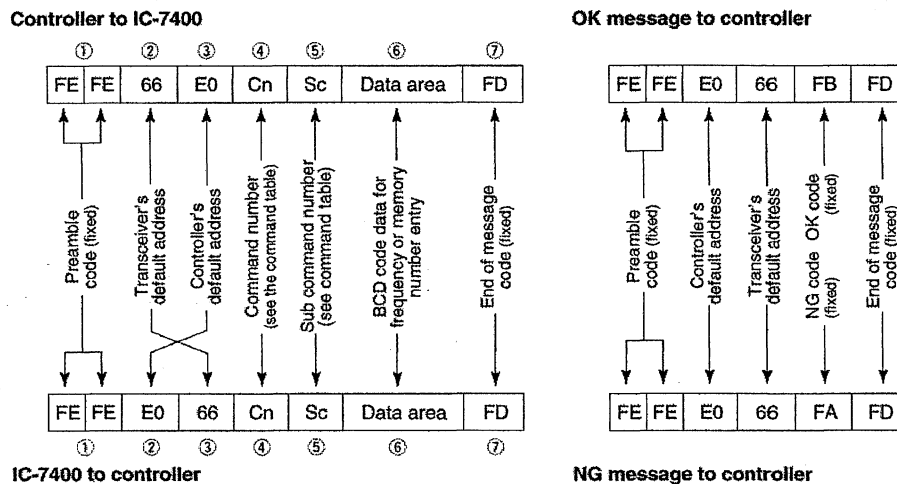 Controller to IC-7400
① ② ③ ④ ⑤ ⑥ ⑦
FE FE 66 E0 Cn Sc Data area FD
Preamble
code (fixed)
Transceiver's
default address
Controller's
default address
Command number
(see the command table)
Sub command number
(see command table)
BCD code data for
frequency or memory
number entry
End of message
code (fixed)
FE FE E0 66 Cn Sc Data area FD
① ② ③ ④ ⑤ ⑥ ⑦
IC-7400 to controller
OK message to controller
FE FE E0 66 FB FD
Preamble
code (fixed)
Controller's
default address
Transceiver's
default address
NG code OK code
(fixed) (fixed)
End of message
code (fixed)
FE FE E0 66 FA FD
NG message to controller